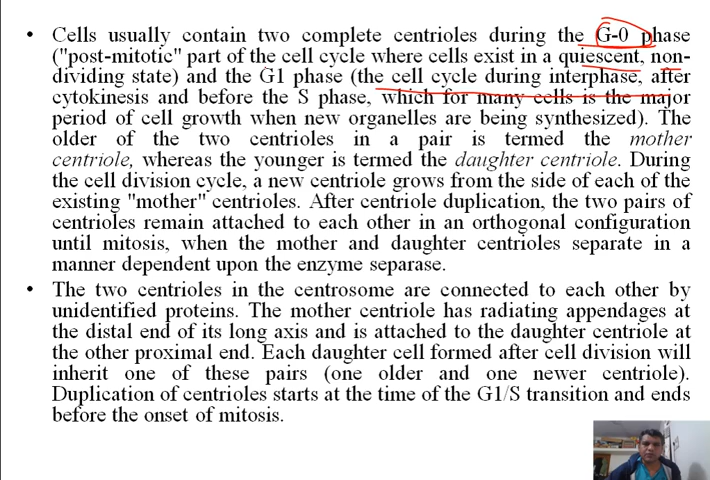 • Cells usually contain two complete centrioles during the G-0 phase
("post-mitotic" part of the cell cycle where cells exist in a quiescent, non-
dividing state) and the G1 phase (the cell cycle during interphase, after
cytokinesis and before the S phase, which for many cells is the major
period of cell growth when new organelles are being synthesized). The
older of the two centrioles in a pair is termed the mother
centriole, whereas the younger is termed the daughter centriole. During
the cell division cycle, a new centriole grows from the side of each of the
existing "mother" centrioles. After centriole duplication, the two pairs of
centrioles remain attached to each other in an orthogonal configuration
until mitosis, when the mother and daughter centrioles separate in a
manner dependent upon the enzyme separase.
• The two centrioles in the centrosome are connected to each other by
unidentified proteins. The mother centriole has radiating appendages at
the distal end of its long axis and is attached to the daughter centriole at
the other proximal end. Each daughter cell formed after cell division will
inherit one of these pairs (one older and one newer centriole).
Duplication of centrioles starts at the time of the G1/S transition and ends
before the onset of mitosis.